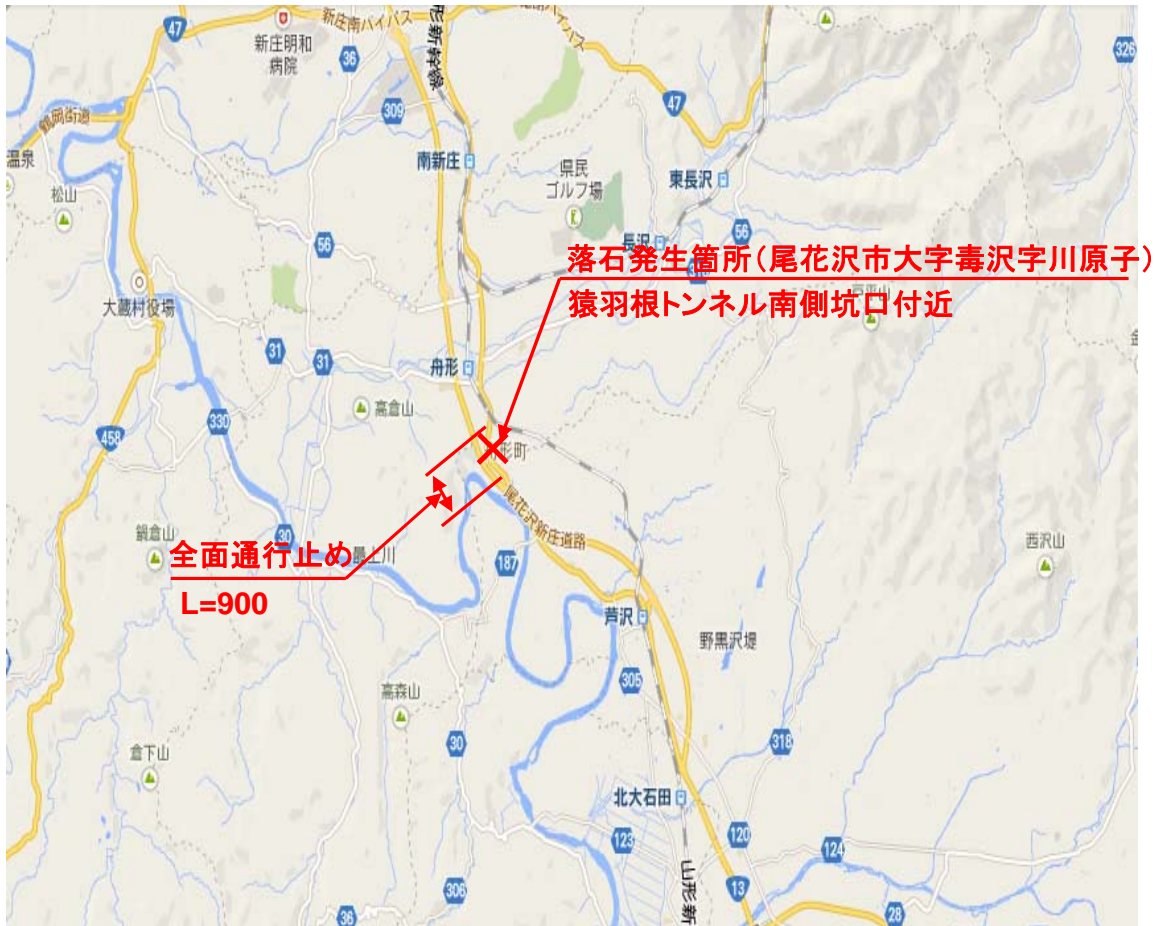 47
新庄南バイパス
新庄明和
病院
36
309
47
326
鶴岡街道
温泉
松山
南新庄
県民
ゴルフ場
東長沢
長沢
56
56
落石発生箇所(尾花沢市大字毒沢字川原子)
猿羽根トンネル南側坑口付近
大蔵村役場
31
31
舟形
330
高倉山
458
舟形町
尾花沢新庄道路
鍋倉山
30
最上川
187
西沢山
全面通行止め
L=900
芦沢
野黒沢堤
305
高森山
30
318
倉下山
北大石田
123
120
124
山形新
13
306
36
28